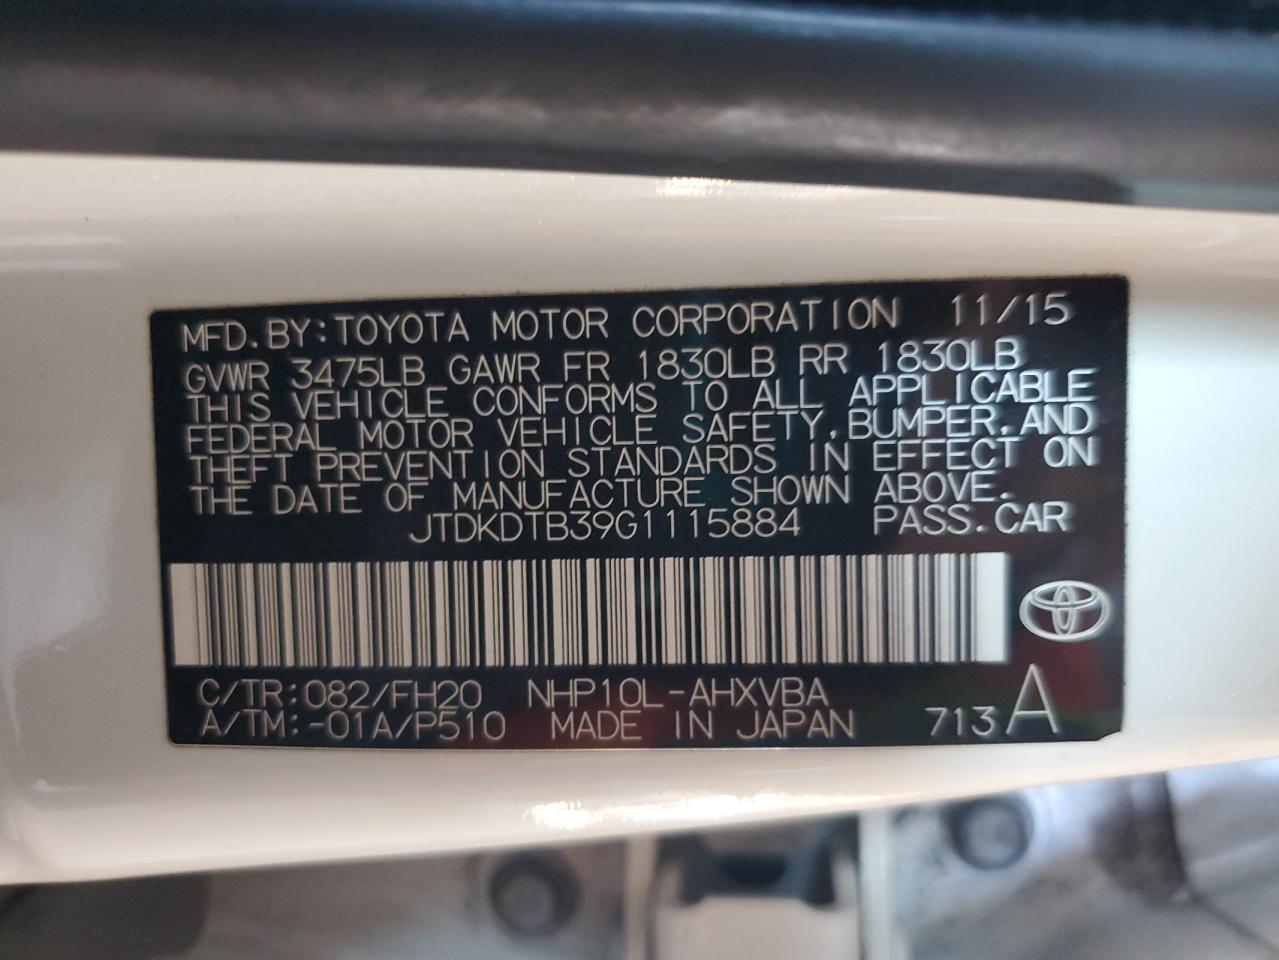 MFD. BY: TOYOTA MOTOR CORPORATION 11/15
GVWR 3475LB GAWR FR 1830LB RR 1830LB
THIS VEHICLE CONFORMS TO ALL APPLICABLE
FEDERAL MOTOR VEHICLE SAFETY, BUMPER, AND
THEFT PREVENTION STANDARDS IN EFFECT ON
THE DATE OF MANUFACTURE SHOWN ABOVE.
JTDKDTB39G1115884 PASS. CAR
C/TR: 082/FH20 NHP10L-AHXVBA
A/TM: -01A/P510 MADE IN JAPAN 713 A